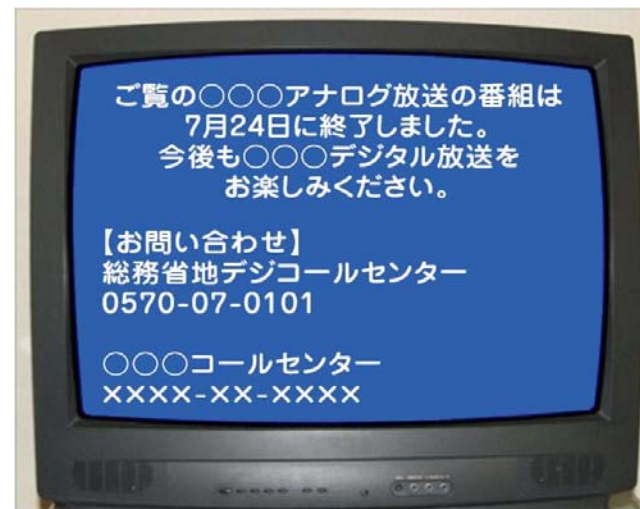 ご覧の○○○アナログ放送の番組は
7月24日に終了しました。
今後も○○○デジタル放送を
お楽しみください。
【お問い合わせ】
総務省地デジコールセンター
0570-07-0101
○○○コールセンター
××××-××-××××